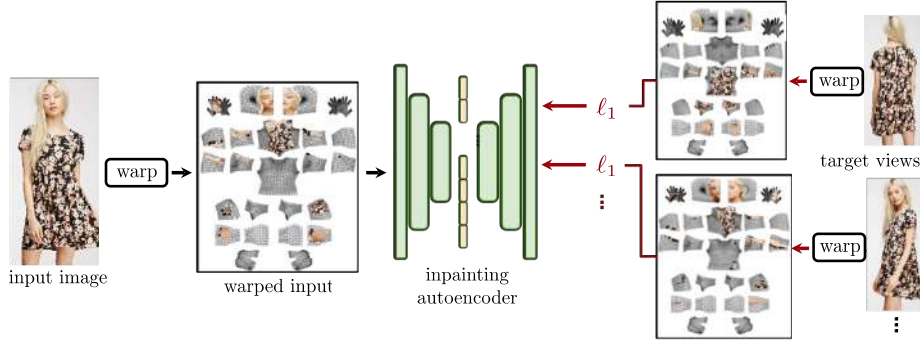 input image
warp
warped input
inpainting
autoencoder
ℓ₁
ℓ₁
...
warp
target views
warp
...